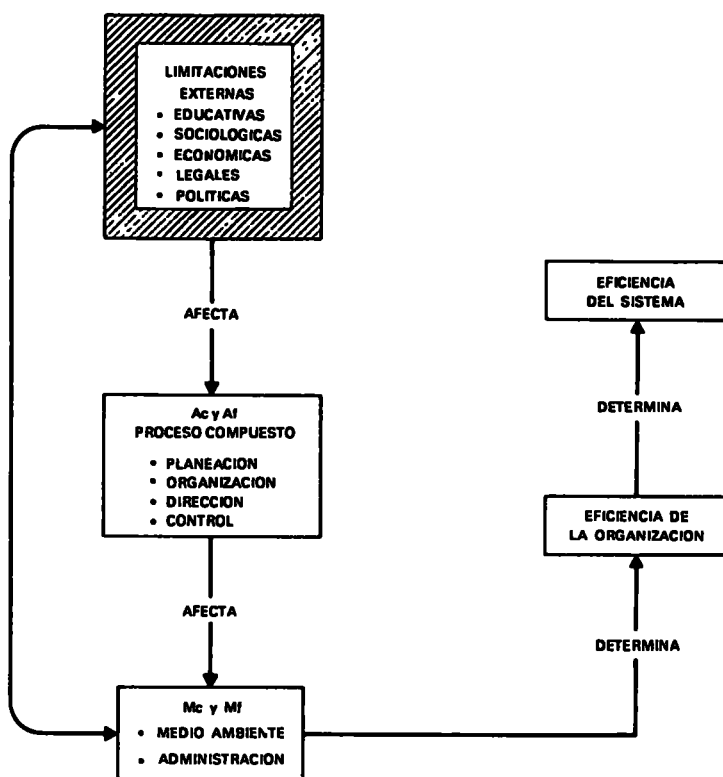 LIMITACIONES
EXTERNAS
• EDUCATIVAS
• SOCIOLOGICAS
• ECONOMICAS
• LEGALES
• POLITICAS
AFECTA
Ac y Af
PROCESO COMPUESTO
• PLANEACION
• ORGANIZACION
• DIRECCION
• CONTROL
AFECTA
Mc y Mf
• MEDIO AMBIENTE
• ADMINISTRACION
DETERMINA
EFICIENCIA DE
LA ORGANIZACION
DETERMINA
EFICIENCIA
DEL SISTEMA